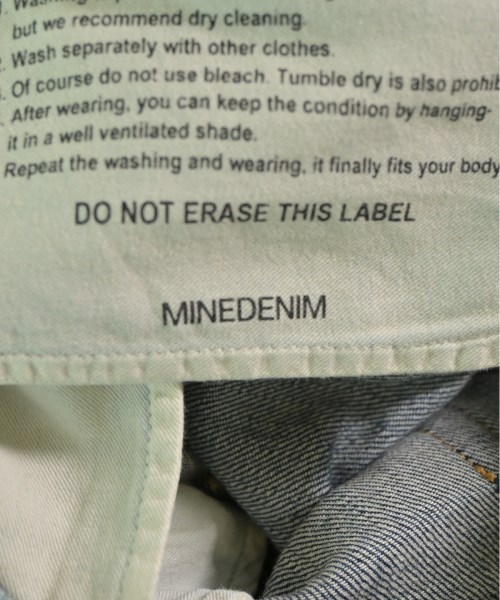 but we recommend dry cleaning.
. Wash separately with other clothes.
. Of course do not use bleach. Tumble dry is also prohib
. After wearing, you can keep the condition by hanging-
it in a well ventilated shade.
Repeat the washing and wearing, it finally fits your body
DO NOT ERASE THIS LABEL
MINEDENIM